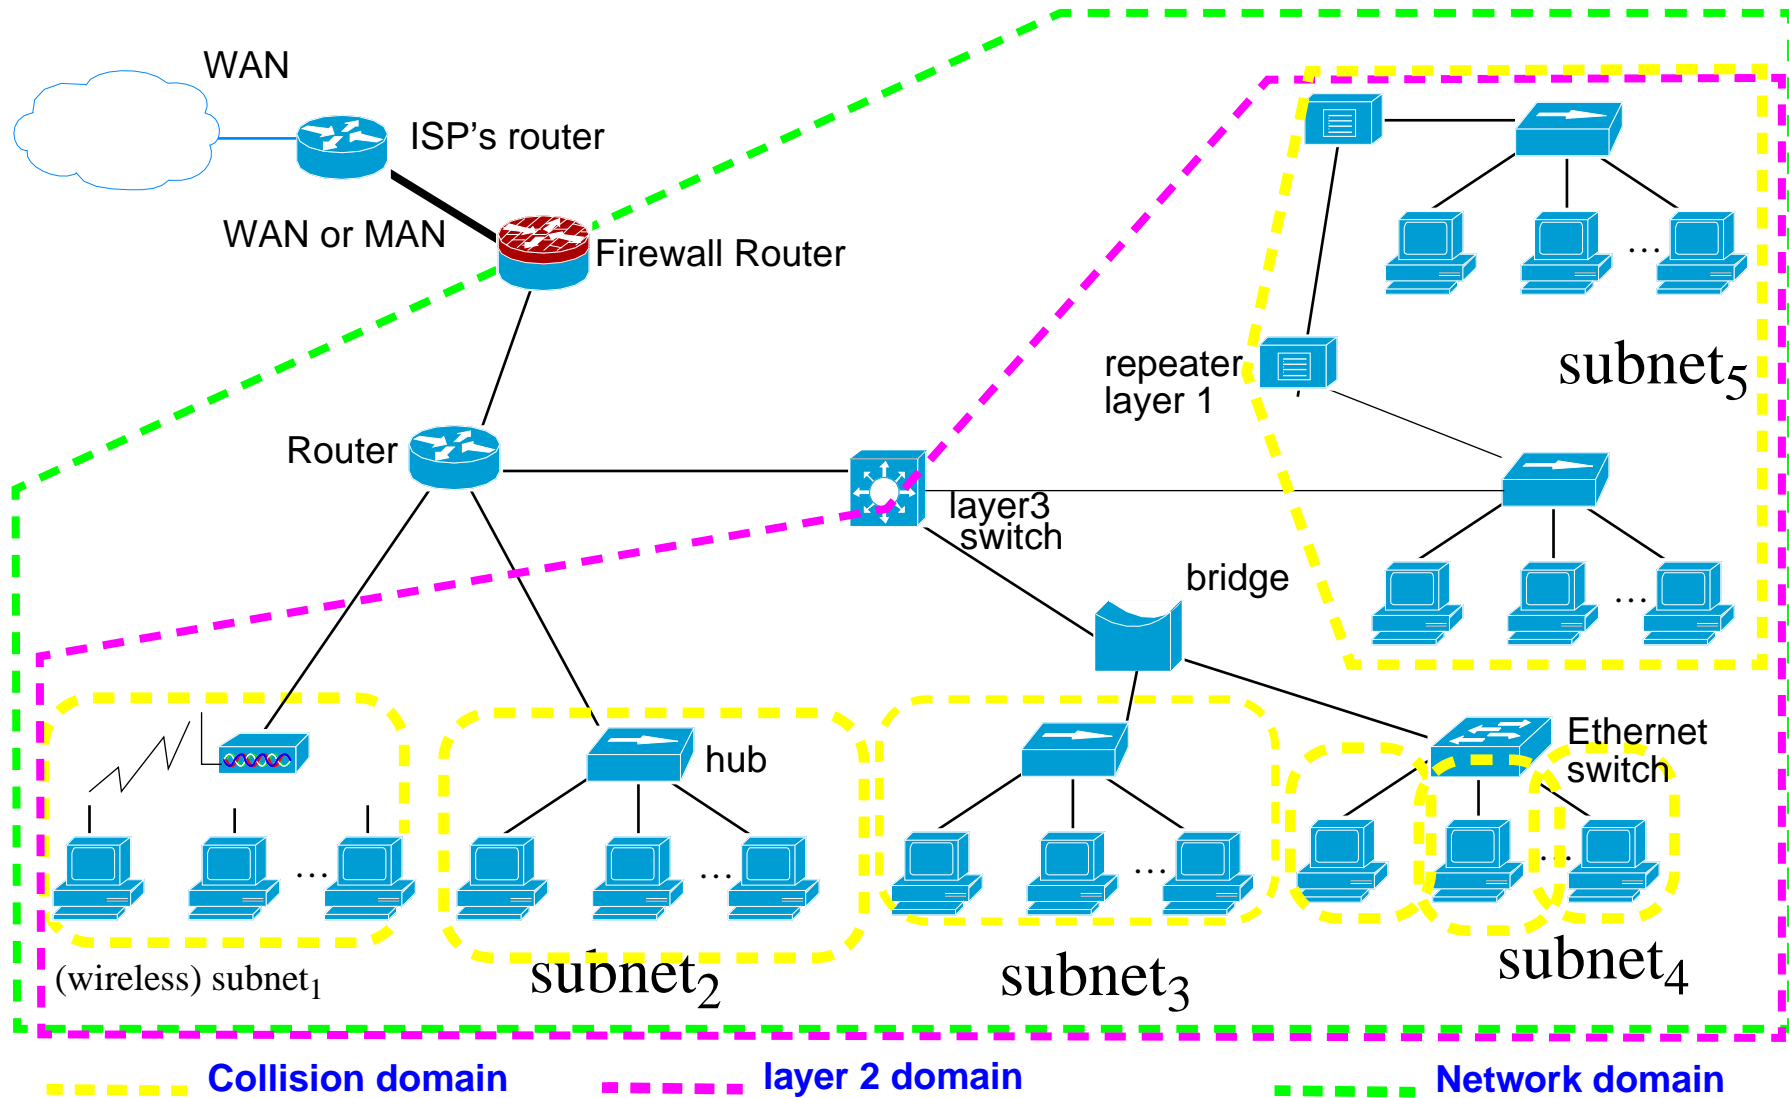 WAN
ISP's router
WAN or MAN
Firewall Router
repeater
layer 1
subnet5
Router
layer3
switch
bridge
hub
Ethernet
switch
...
...
...
...
...
...
(wireless) subnet1
subnet2
subnet3
subnet4
Collision domain
layer 2 domain
Network domain